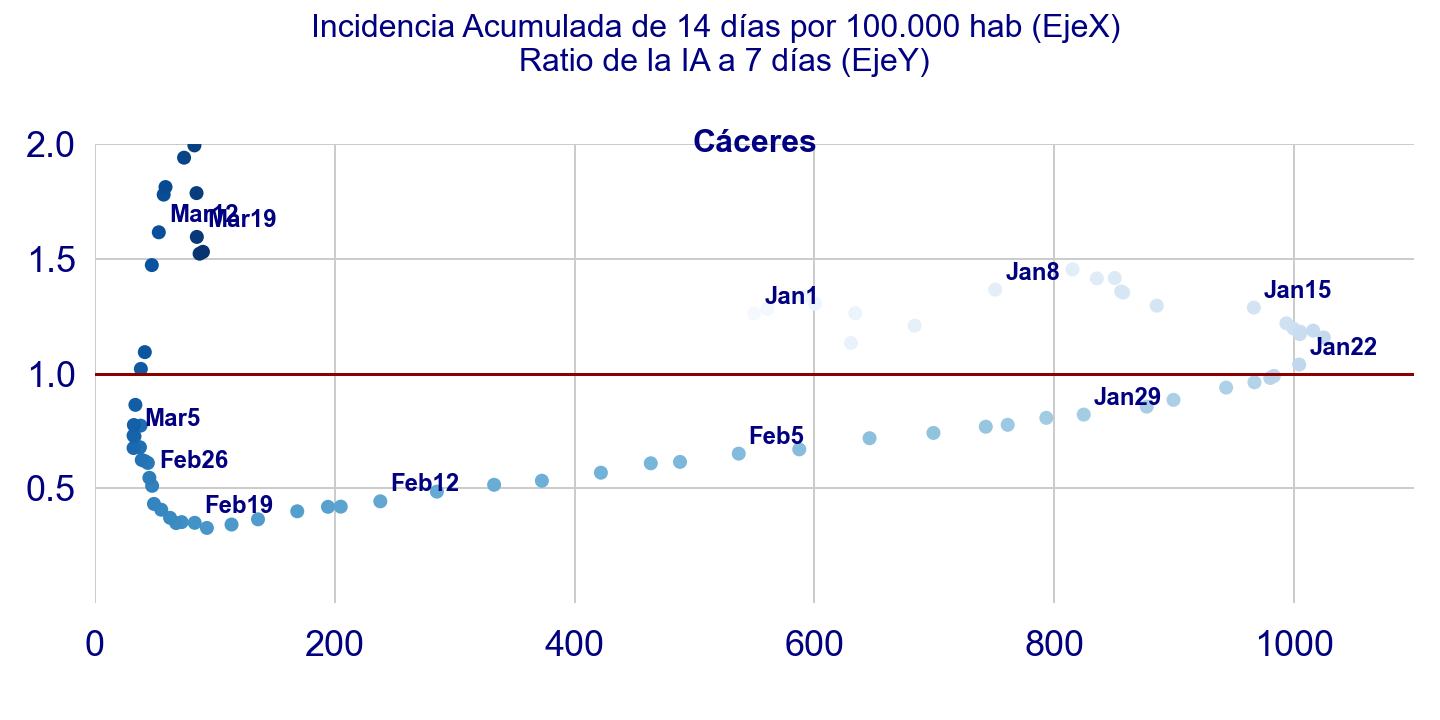 Incidencia Acumulada de 14 días por 100.000 hab (EjeX)
Ratio de la IA a 7 días (EjeY)
Cáceres
2.0
Mar12
Mar19
1.5
Jan8
Jan15
Jan1
Jan22
1.0
Jan29
Mar5
Feb5
Feb26
Feb12
0.5
Feb19
0
200
400
600
800
1000